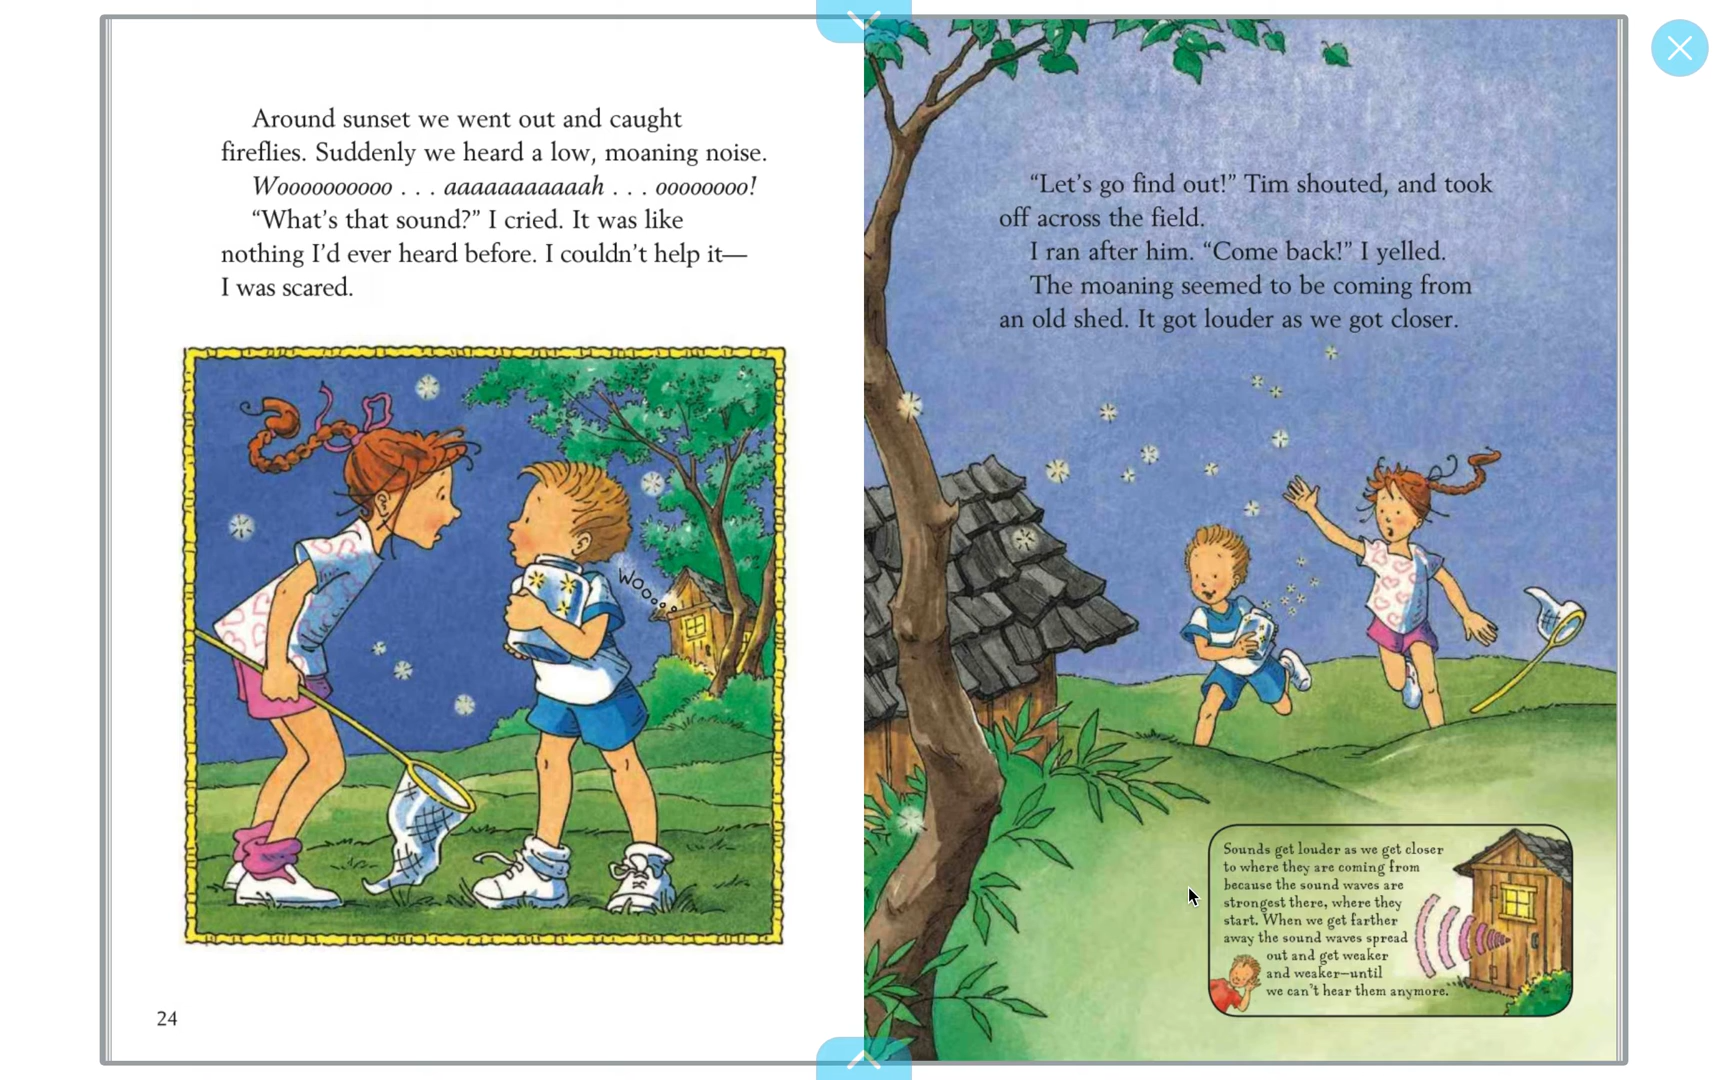 Around sunset we went out and caught
fireflies. Suddenly we heard a low, moaning noise.
Woooooooooo . . . aaaaaaaaaaah . . . oooooooo!
“What’s that sound?” I cried. It was like
nothing I’d ever heard before. I couldn’t help it—
I was scared.
Woo...
24
“Let’s go find out!” Tim shouted, and took
off across the field.
I ran after him. “Come back!” I yelled.
The moaning seemed to be coming from
an old shed. It got louder as we got closer.
Sounds get louder as we get closer
to where they are coming from
because the sound waves are
strongest there, where they
start. When we get farther
away the sound waves spread
out and get weaker
and weaker—until
we can’t hear them anymore.